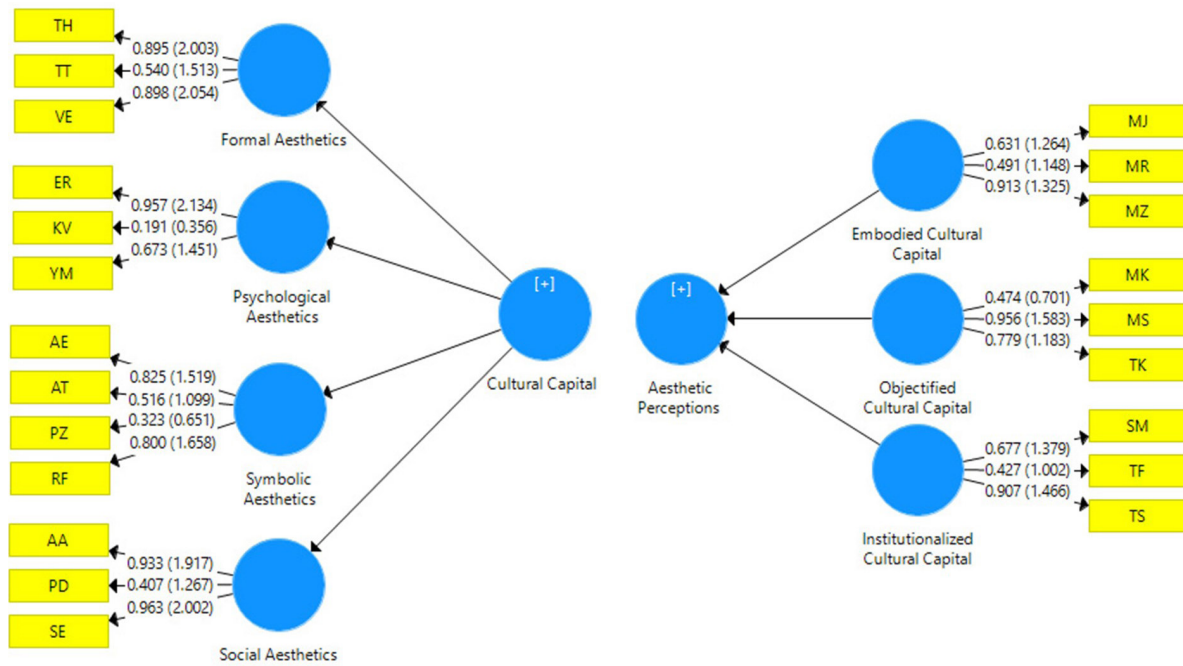 TH
0.895 (2.003)
TT
0.540 (1.513)
VE
0.898 (2.054)
Formal Aesthetics
ER
0.957 (2.134)
KV
0.191 (0.356)
YM
0.673 (1.451)
Psychological
Aesthetics
AE
0.825 (1.519)
AT
0.516 (1.099)
PZ
0.323 (0.651)
RF
0.800 (1.658)
Symbolic
Aesthetics
AA
0.933 (1.917)
PD
0.407 (1.267)
SE
0.963 (2.002)
Social Aesthetics
[+]
Cultural Capital
[+]
Aesthetic
Perceptions
MJ
0.631 (1.264)
MR
0.491 (1.148)
MZ
0.913 (1.325)
Embodied Cultural
Capital
MK
0.474 (0.701)
MS
0.956 (1.583)
TK
0.779 (1.183)
Objectified
Cultural Capital
SM
0.677 (1.379)
TF
0.427 (1.002)
TS
0.907 (1.466)
Institutionalized
Cultural Capital